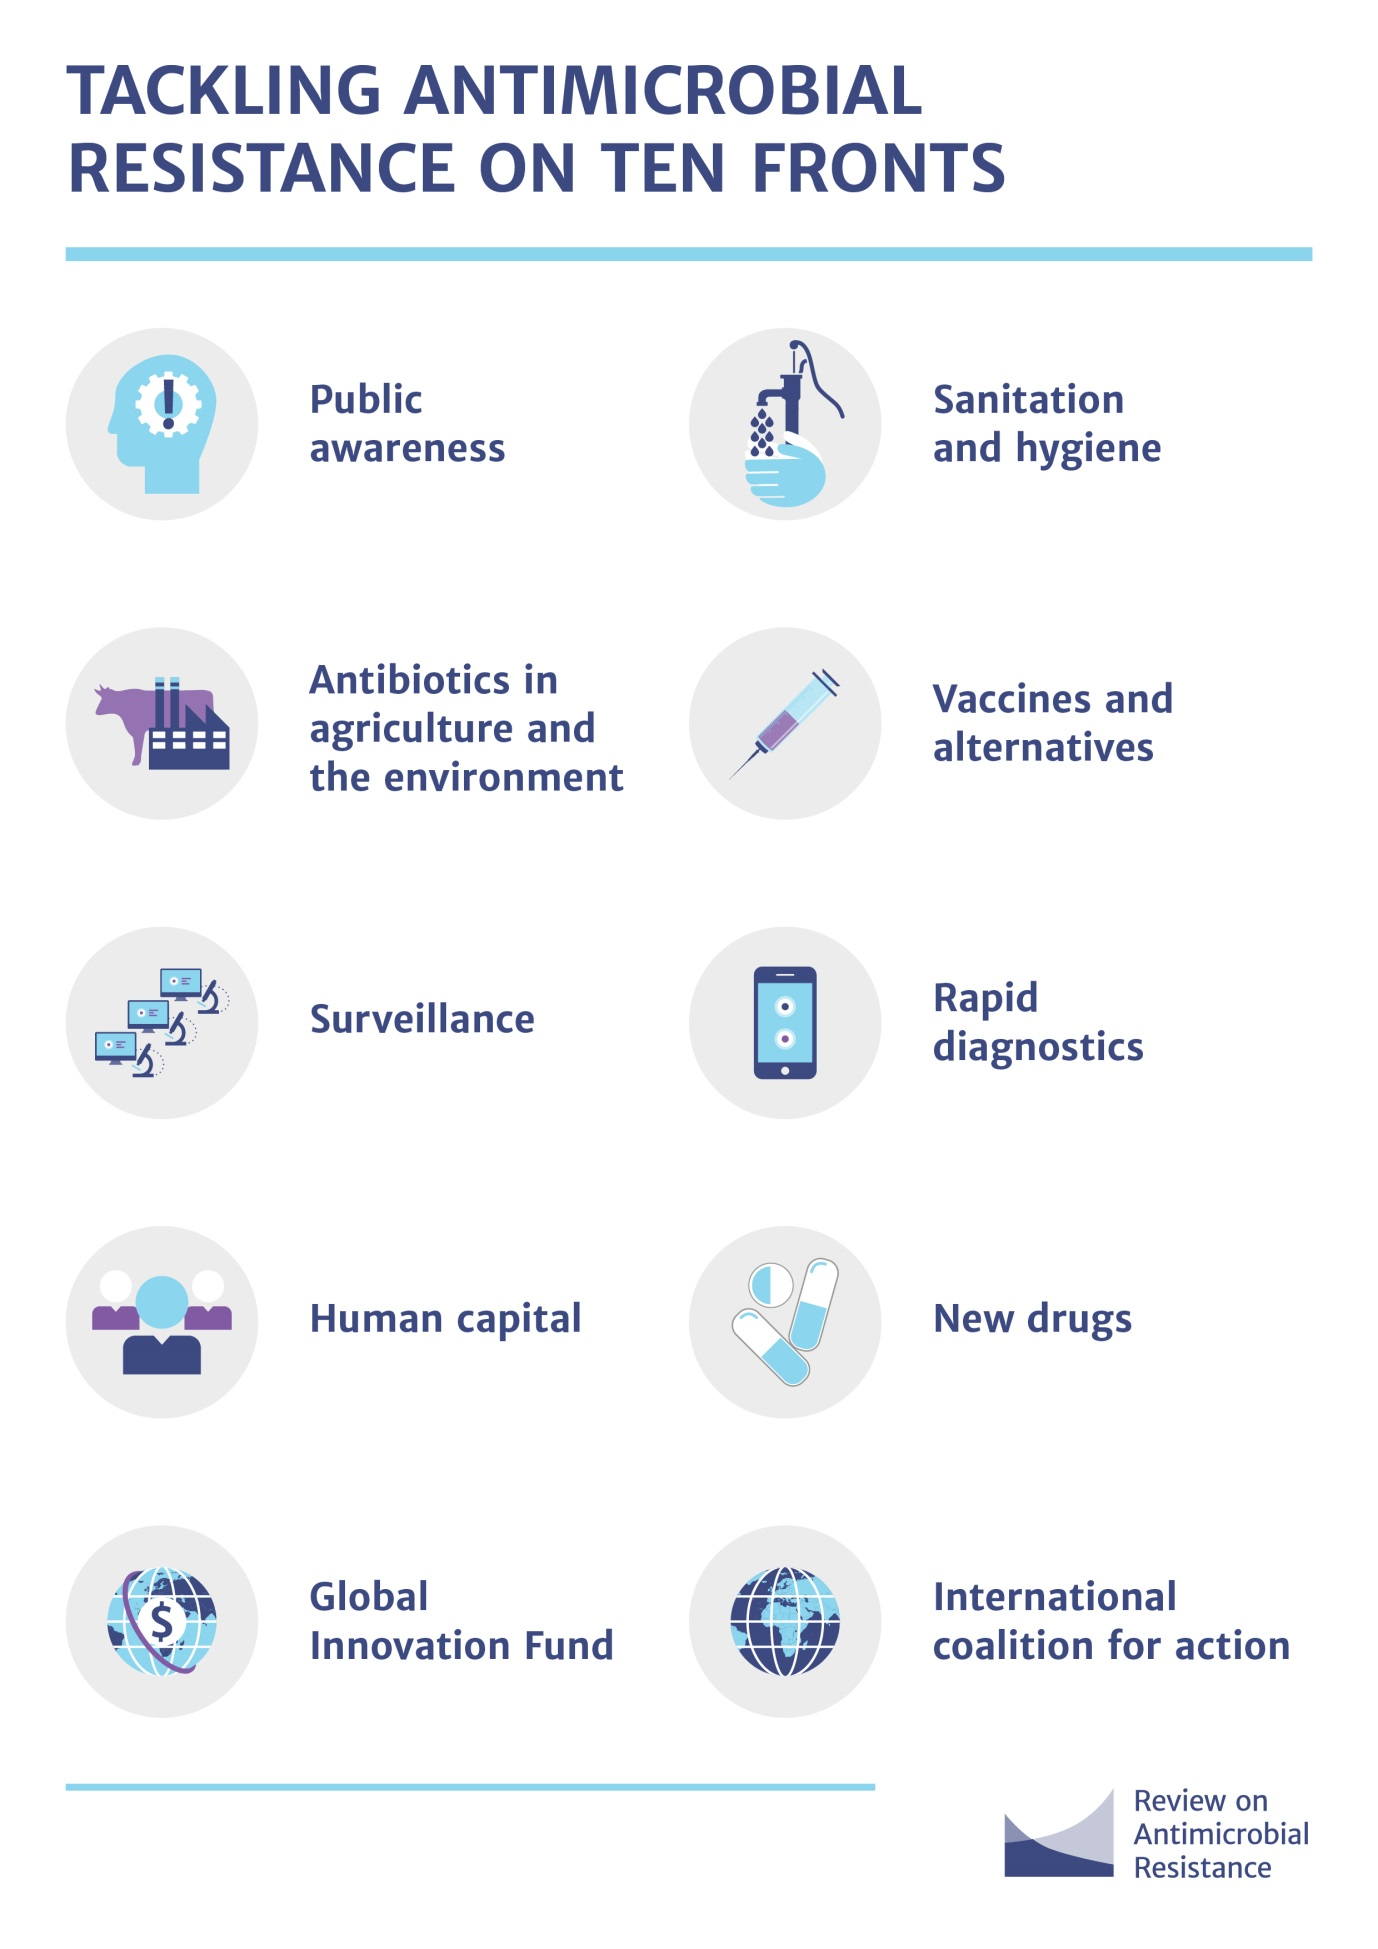 TACKLING ANTIMICROBIAL
RESISTANCE ON TEN FRONTS
Public
awareness
Sanitation
and hygiene
Antibiotics in
agriculture and
the environment
Vaccines and
alternatives
Surveillance
Rapid
diagnostics
Human capital
New drugs
$
Global
Innovation Fund
International
coalition for action
Review on
Antimicrobial
Resistance